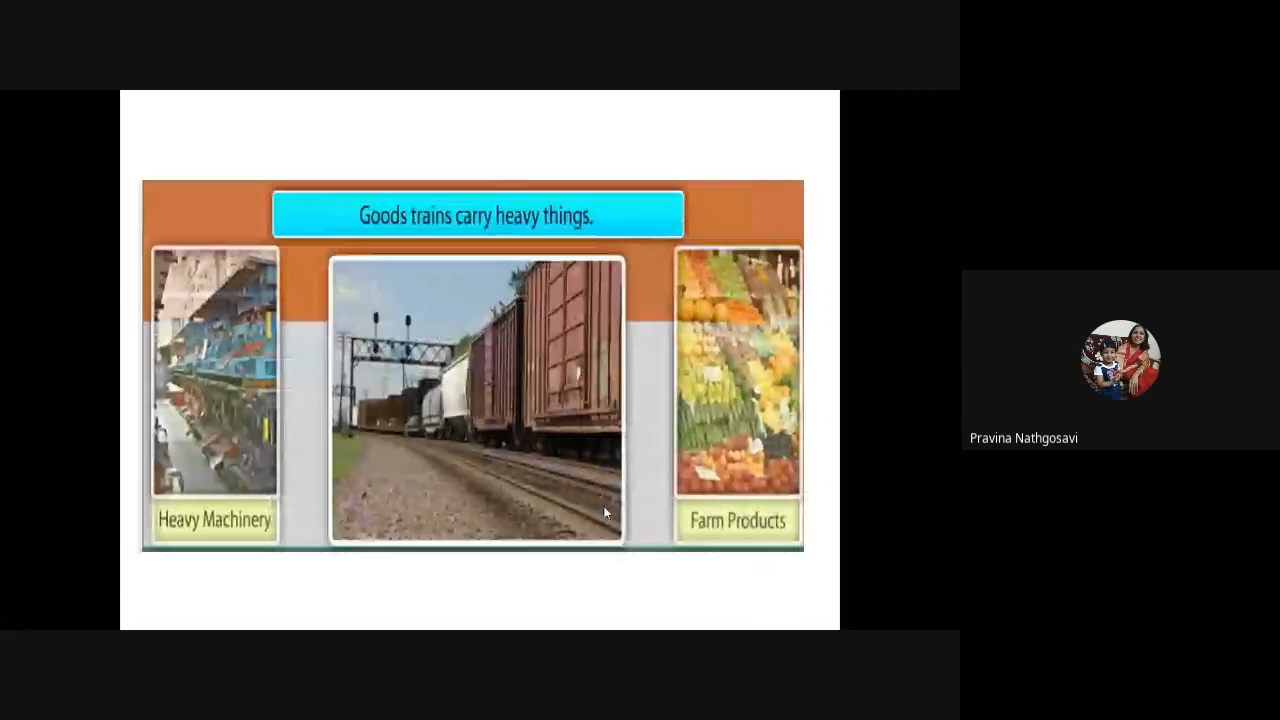 Goods trains carry heavy things.
Heavy Machinery
Farm Products
Pravina Nathgosavi